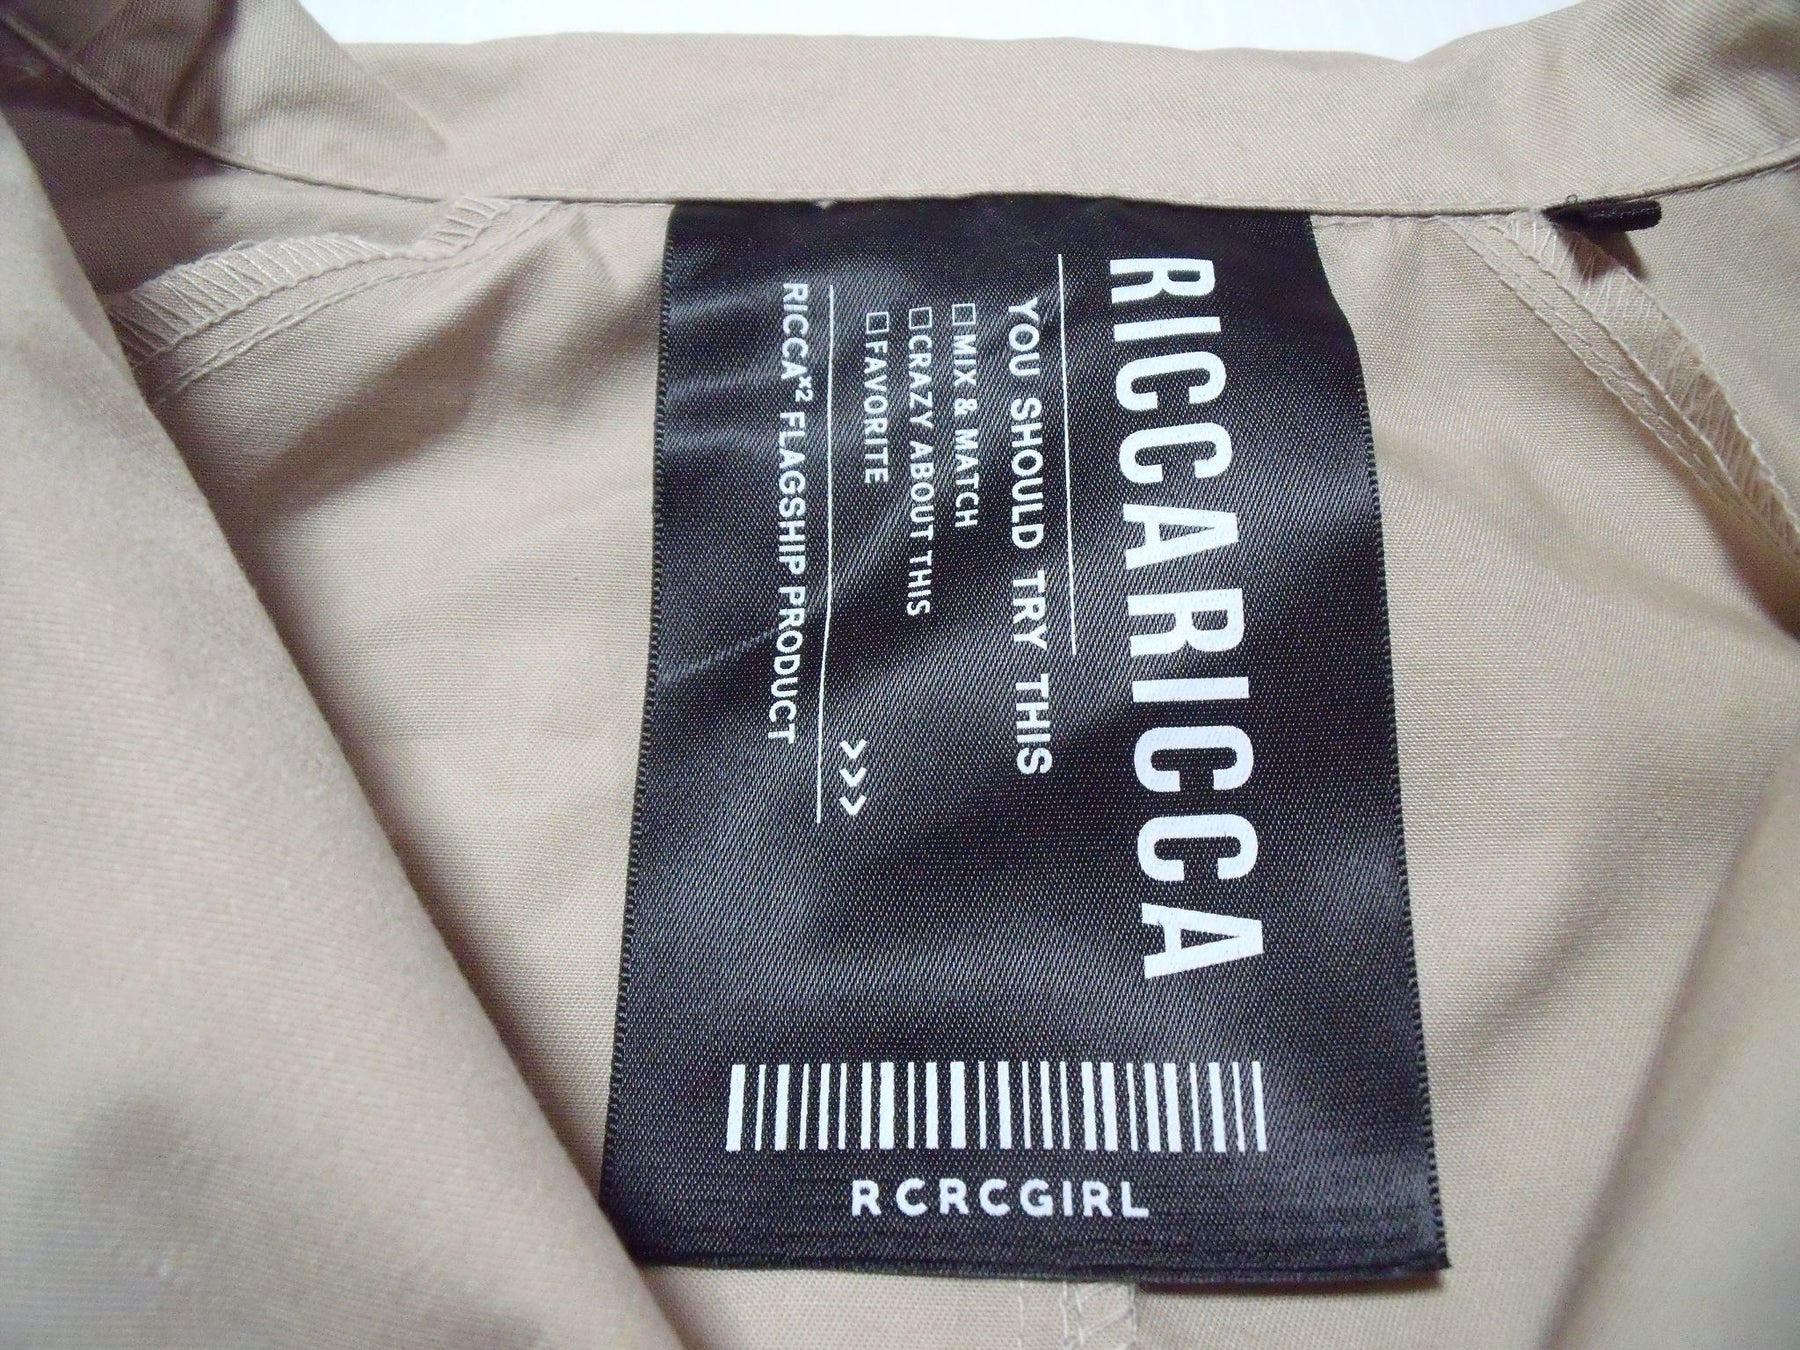 RICCARICCA
YOU SHOULD TRY THIS
☐ MIX & MATCH
☐ CRAZY ABOUT THIS
☐ FAVORITE
>>>
RICCA×2 FLAGSHIP PRODUCT
RCRCGIRL